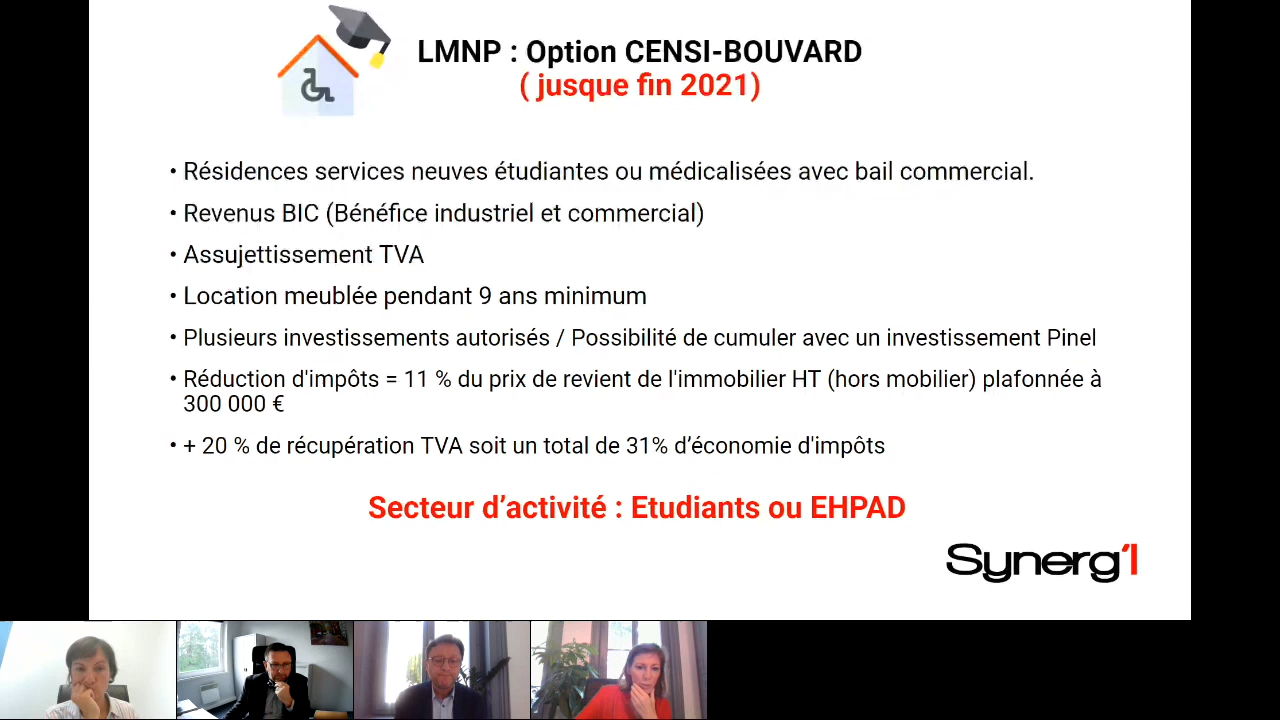 LMNP : Option CENSI-BOUVARD
( jusque fin 2021)
• Résidences services neuves étudiantes ou médicalisées avec bail commercial.
• Revenus BIC (Bénéfice industriel et commercial)
• Assujettissement TVA
• Location meublée pendant 9 ans minimum
• Plusieurs investissements autorisés / Possibilité de cumuler avec un investissement Pinel
• Réduction d'impôts = 11 % du prix de revient de l'immobilier HT (hors mobilier) plafonnée à
300 000 €
• + 20 % de récupération TVA soit un total de 31% d’économie d'impôts
Secteur d’activité : Etudiants ou EHPAD
Synerg'1